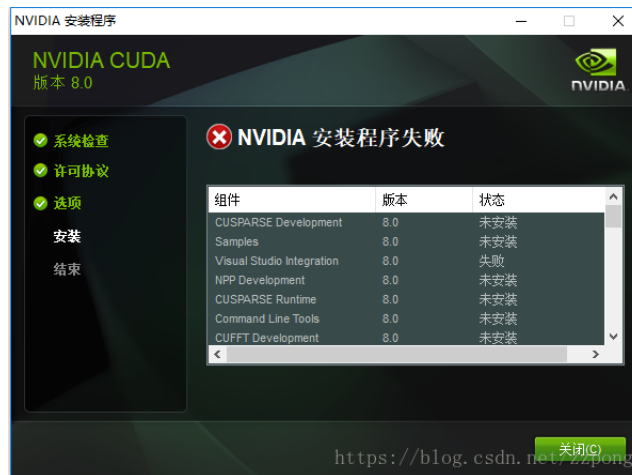 NVIDIA 安装程序
NVIDIA CUDA
版本 8.0
NVIDIA.
系统检查
许可协议
选项
安装
结束
NVIDIA 安装程序失败
组件 版本 状态
CUSPARSE Development 8.0 未安装
Samples 8.0 未安装
Visual Studio Integration 8.0 失败
NPP Development 8.0 未安装
CUSPARSE Runtime 8.0 未安装
Command Line Tools 8.0 未安装
CUFFT Development 8.0 未安装
关闭(C)
https://blog.csdn.net/zzpong